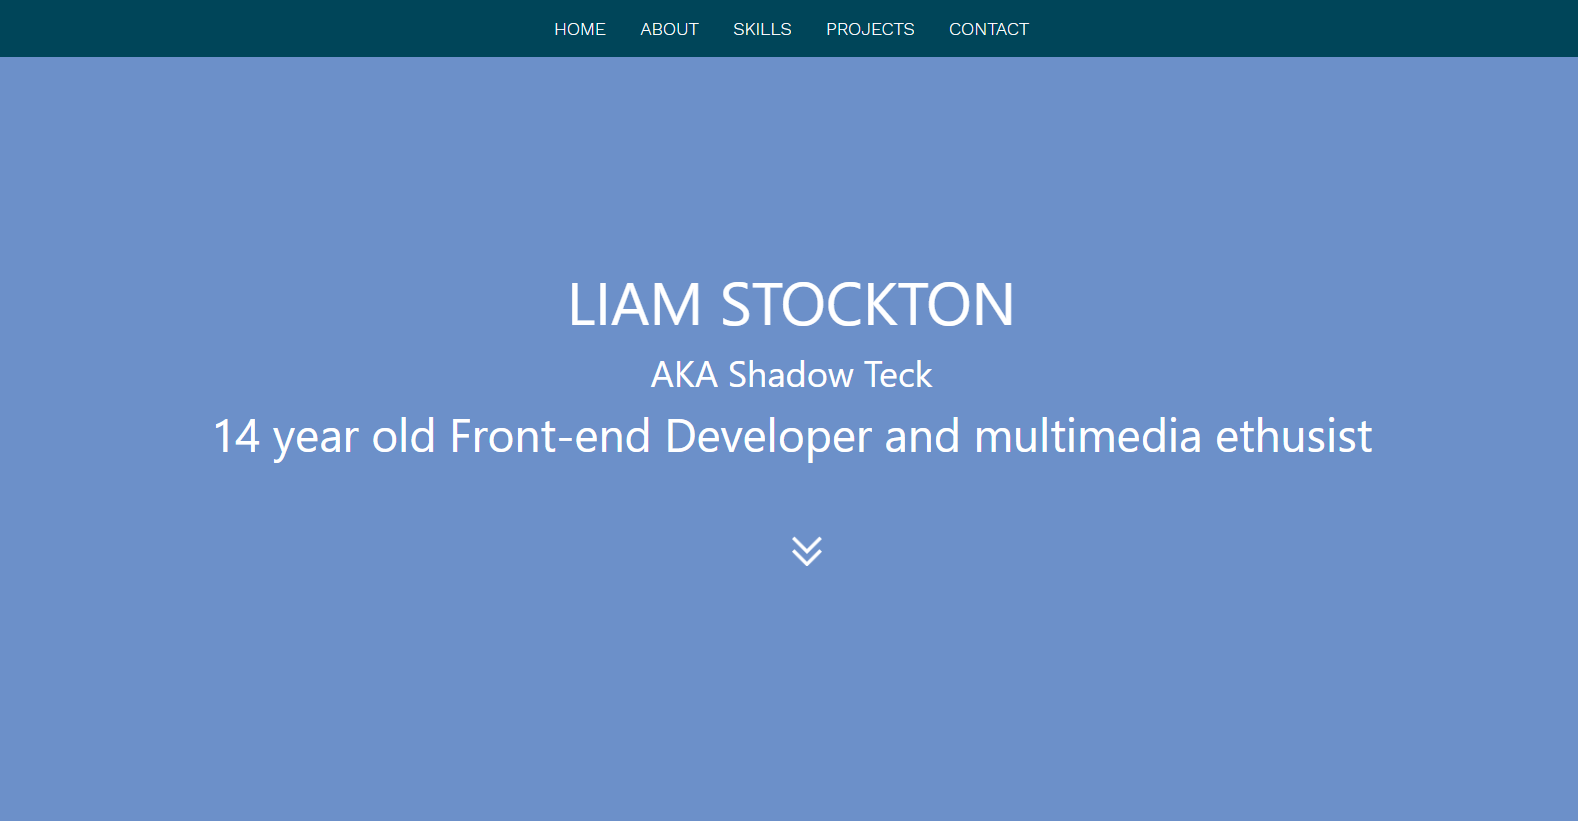 HOME ABOUT SKILLS PROJECTS CONTACT
LIAM STOCKTON
AKA Shadow Teck
14 year old Front-end Developer and multimedia ethusist